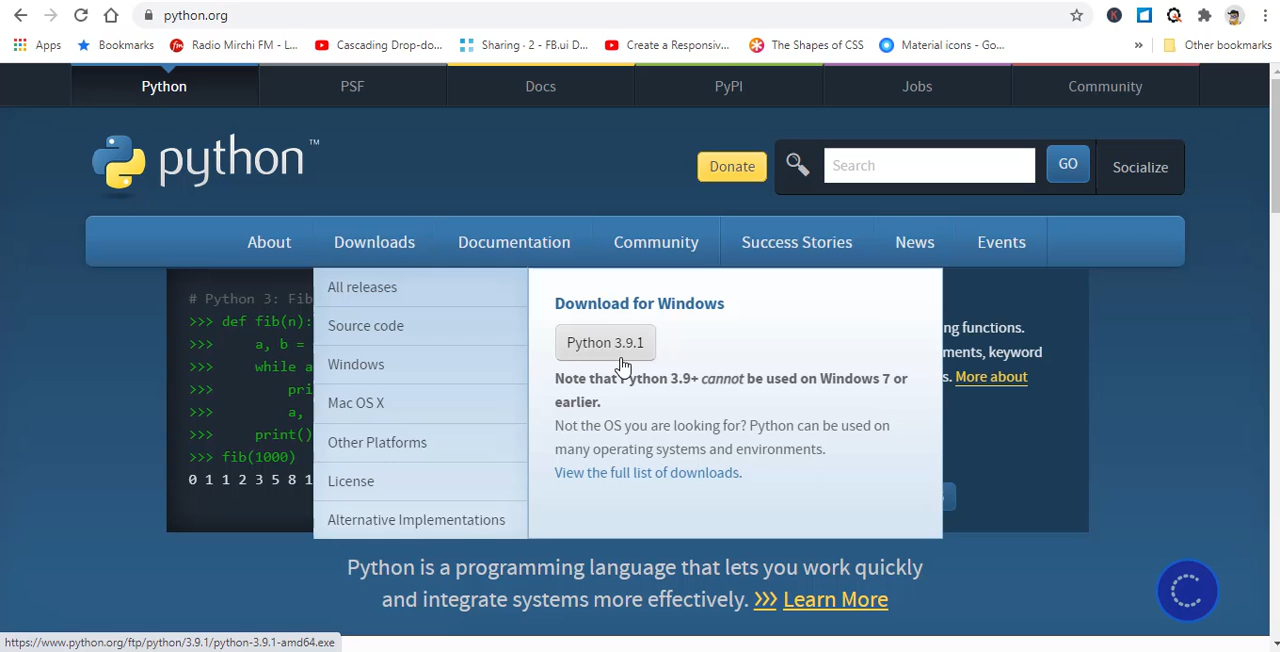 python.org
Apps
Bookmarks
Radio Mirchi FM - L...
Cascading Drop-do...
Sharing · 2 - FB.ui D...
Create a Responsiv...
The Shapes of CSS
Material icons - Go...
»
Other bookmarks
Python
PSF
Docs
PyPI
Jobs
Community
python™
Donate
Search
GO
Socialize
About
Downloads
Documentation
Community
Success Stories
News
Events
# Python 3: Fib
>>> def fib(n):
>>> a, b =
>>> while a
>>> pri
>>> a,
>>> print()
>>> fib(1000)
0 1 1 2 3 5 8 1
All releases
Source code
Windows
Mac OS X
Other Platforms
License
Alternative Implementations
Download for Windows
Python 3.9.1
Note that Python 3.9+ cannot be used on Windows 7 or
earlier.
Not the OS you are looking for? Python can be used on
many operating systems and environments.
View the full list of downloads.
ng functions.
ments, keyword
s. More about
Python is a programming language that lets you work quickly
and integrate systems more effectively. >>> Learn More
https://www.python.org/ftp/python/3.9.1/python-3.9.1-amd64.exe